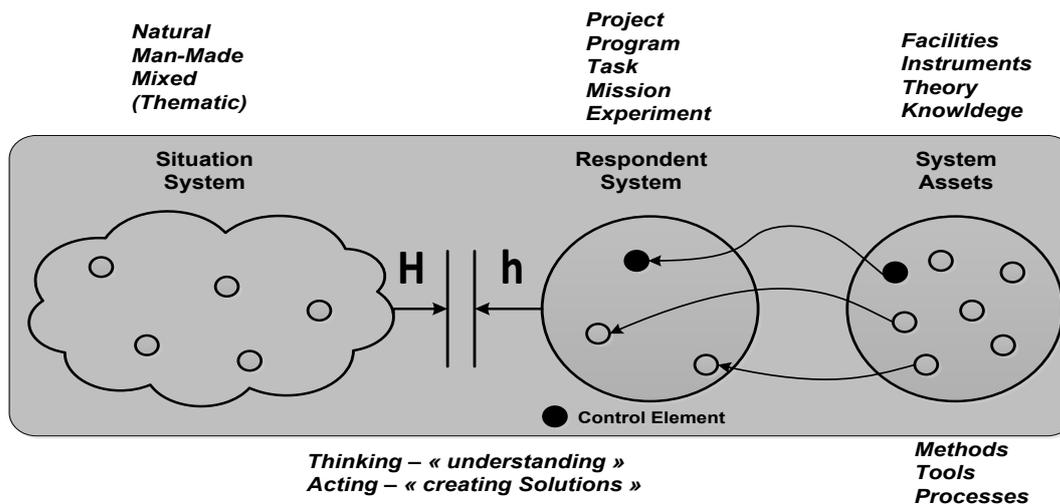 Natural
Man-Made
Mixed
(Thematic)
Project
Program
Task
Mission
Experiment
Facilities
Instruments
Theory
Knowldege
Situation
System
Respondent
System
System
Assets
H
h
Control Element
Thinking – « understanding »
Acting – « creating Solutions »
Methods
Tools
Processes